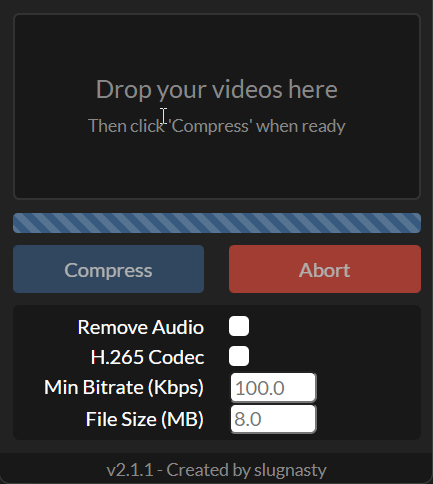 Drop your videos here
Then click 'Compress' when ready
Compress
Abort
Remove Audio
H.265 Codec
Min Bitrate (Kbps) 100.0
File Size (MB) 8.0
v2.1.1 - Created by slugnasty